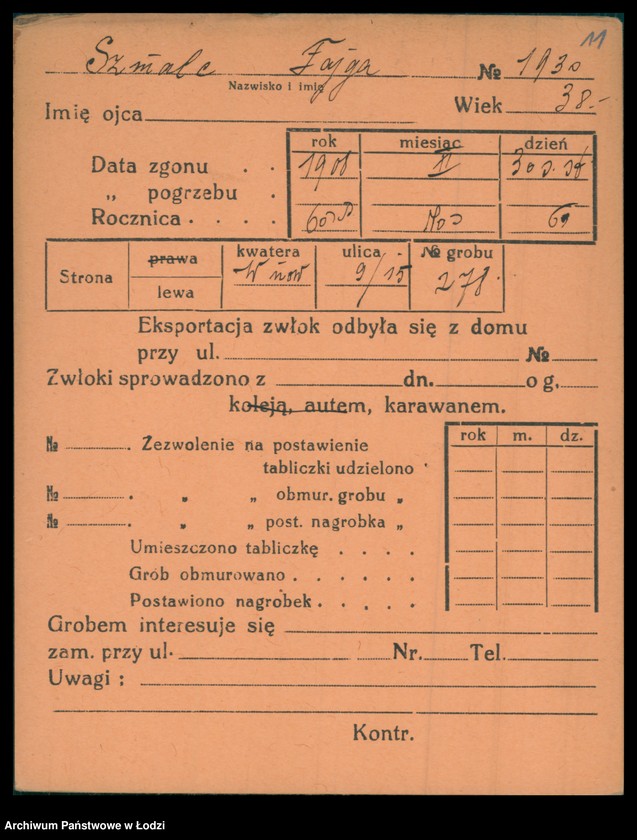 11
Szmalc Fajga № 1930
Nazwisko i imię
Imię ojca Wiek 38.-
rok miesiąc dzień
Data zgonu . . 1908 II
„ pogrzebu .
Rocznica . . . .
Strona prawa kwatera ulica № grobu
lewa 9/15 278
Eksportacja zwłok odbyła się z domu
przy ul. №
Zwłoki sprowadzono z dn. o g.
koleją, autem, karawanem.
rok m. dz.
№ . Zezwolenie na postawienie
tabliczki udzielono
№ . „ „ obmur. grobu „
№ . „ „ post. nagrobka „
Umieszczono tabliczkę . . . .
Grób obmurowano . . . . . .
Postawiono nagrobek . . . . .
Grobem interesuje się
zam. przy ul. Nr. Tel.
Uwagi :
Kontr.
Archiwum Państwowe w Łodzi